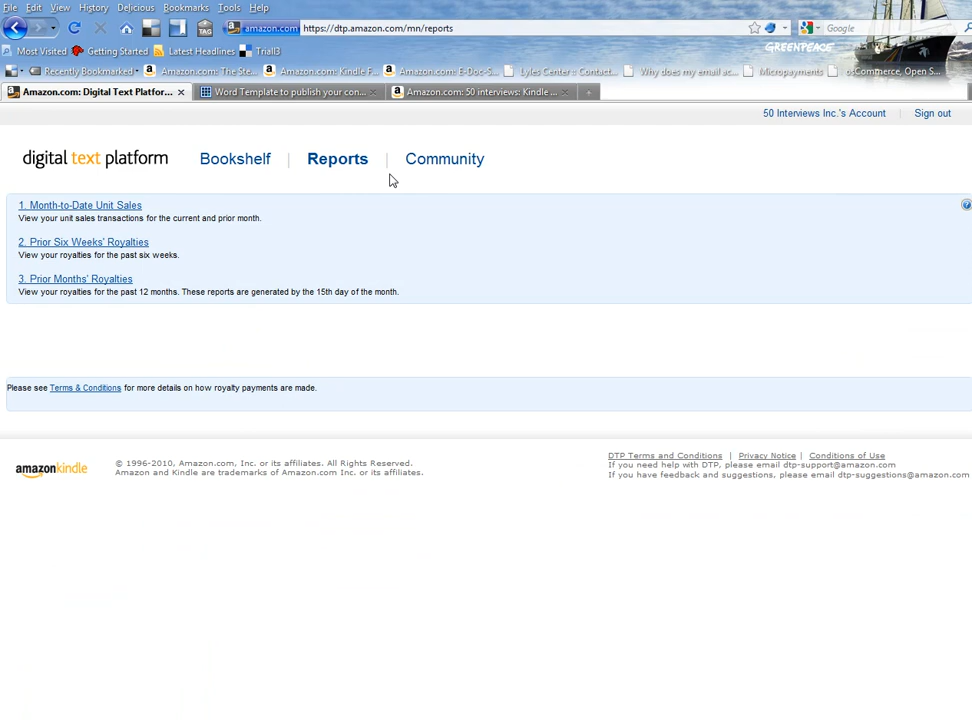 File Edit View History Delicious Bookmarks Tools Help
TAG amazon.com https://dtp.amazon.com/mn/reports Google
Most Visited Getting Started Latest Headlines Trial13
GREENPEACE
Recently Bookmarked Amazon.com: The Ste... Amazon.com: Kindle F... Amazon.com: E-Doc-S... Lyles Center :: Contact... Why does my email ac... Micropayments osCommerce, Open S...
Amazon.com: Digital Text Platfor... Word Template to publish your con... Amazon.com: 50 interviews: Kindle ...
50 Interviews Inc.'s Account | Sign out
digital text platform Bookshelf | Reports | Community
1. Month-to-Date Unit Sales
View your unit sales transactions for the current and prior month.
2. Prior Six Weeks' Royalties
View your royalties for the past six weeks.
3. Prior Months' Royalties
View your royalties for the past 12 months. These reports are generated by the 15th day of the month.
Please see Terms & Conditions for more details on how royalty payments are made.
amazonkindle
© 1996-2010, Amazon.com, Inc. or its affiliates. All Rights Reserved.
Amazon and Kindle are trademarks of Amazon.com Inc. or its affiliates.
DTP Terms and Conditions | Privacy Notice | Conditions of Use
If you need help with DTP, please email dtp-support@amazon.com
If you have feedback and suggestions, please email dtp-suggestions@amazon.com